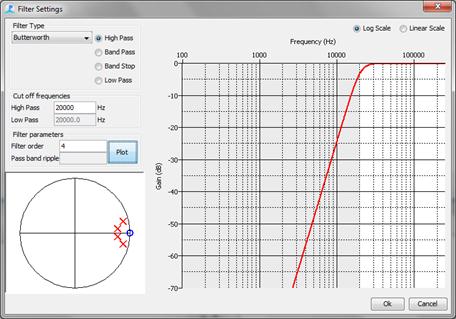 Filter Settings
Filter Type
Butterworth
High Pass
Band Pass
Band Stop
Low Pass
Cut off frequencies
High Pass 20000 Hz
Low Pass 20000.0 Hz
Filter parameters
Filter order 4
Pass band ripple
Plot
Log Scale Linear Scale
Frequency (Hz)
100 1000 10000 100000
Gain (dB)
0
-10
-20
-30
-40
-50
-60
-70
Ok Cancel